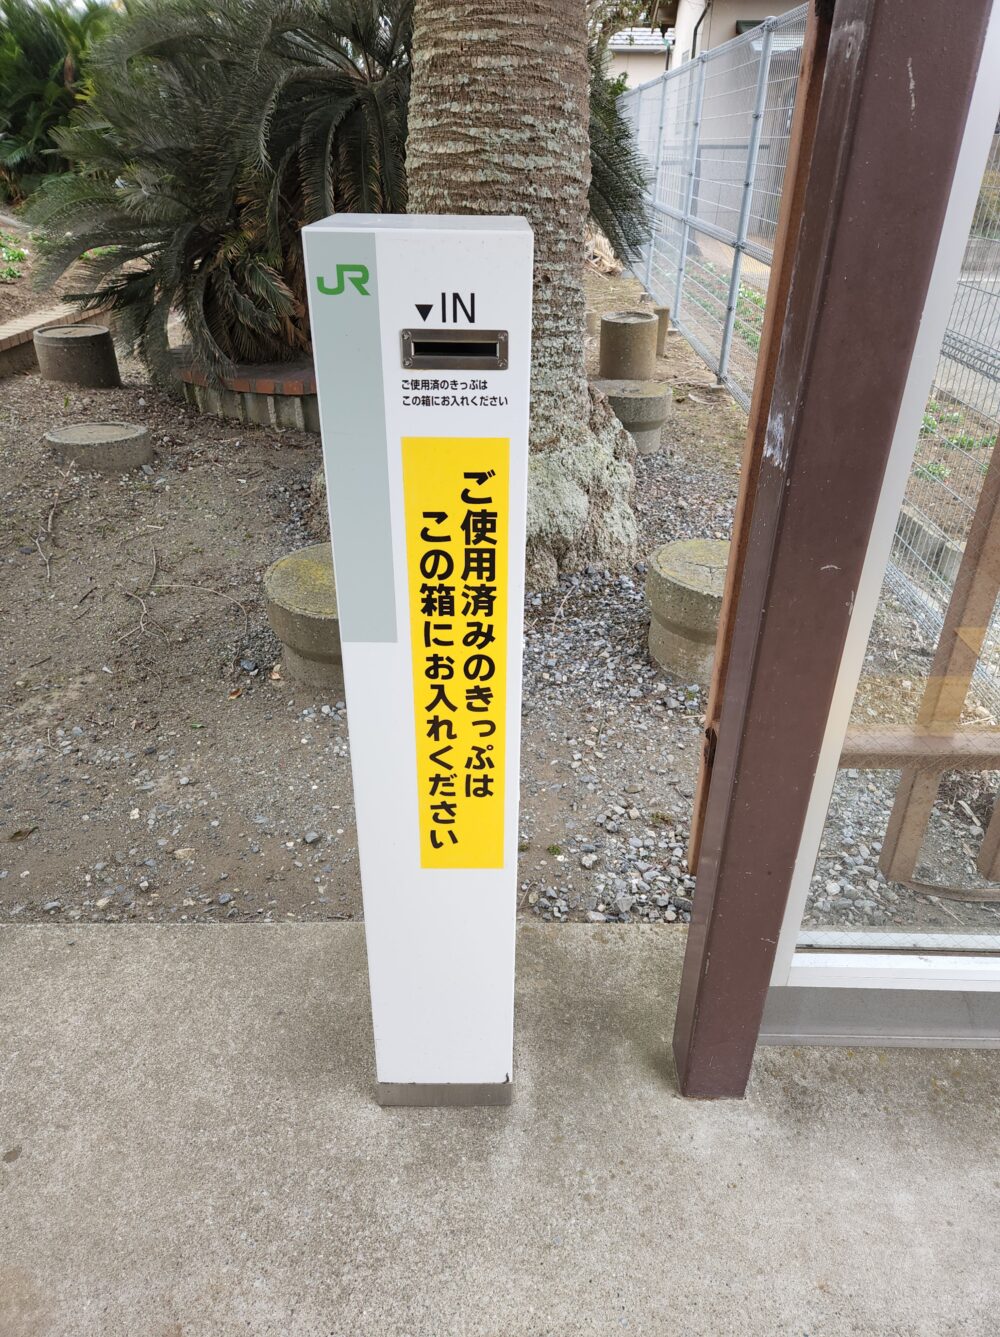 JR
▼IN
ご使用済のきっぷは
この箱にお入れください
ご使用済みのきっぷは
この箱にお入れください